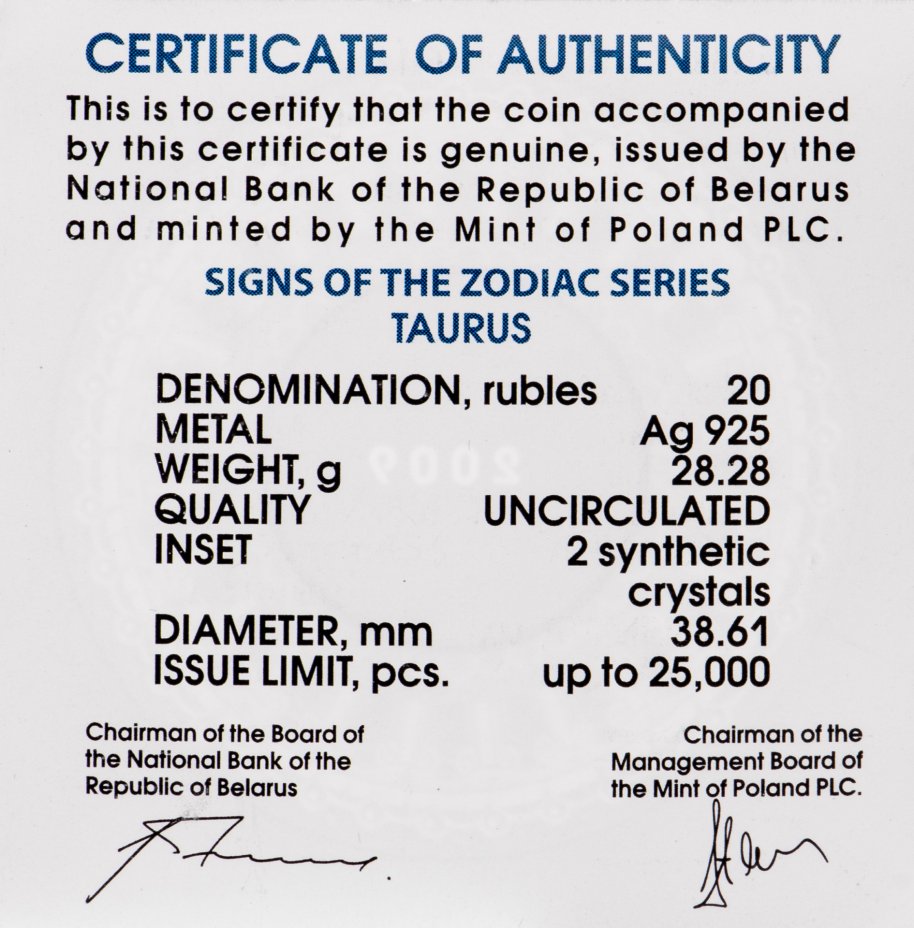 CERTIFICATE OF AUTHENTICITY
This is to certify that the coin accompanied
by this certificate is genuine, issued by the
National Bank of the Republic of Belarus
and minted by the Mint of Poland PLC.
SIGNS OF THE ZODIAC SERIES
TAURUS
DENOMINATION, rubles 20
METAL Ag 925
WEIGHT, g 28.28
2009
QUALITY UNCIRCULATED
INSET 2 synthetic
crystals
DIAMETER, mm 38.61
ISSUE LIMIT, pcs. up to 25,000
Chairman of the Board of
the National Bank of the
Republic of Belarus
Chairman of the
Management Board of
the Mint of Poland PLC.